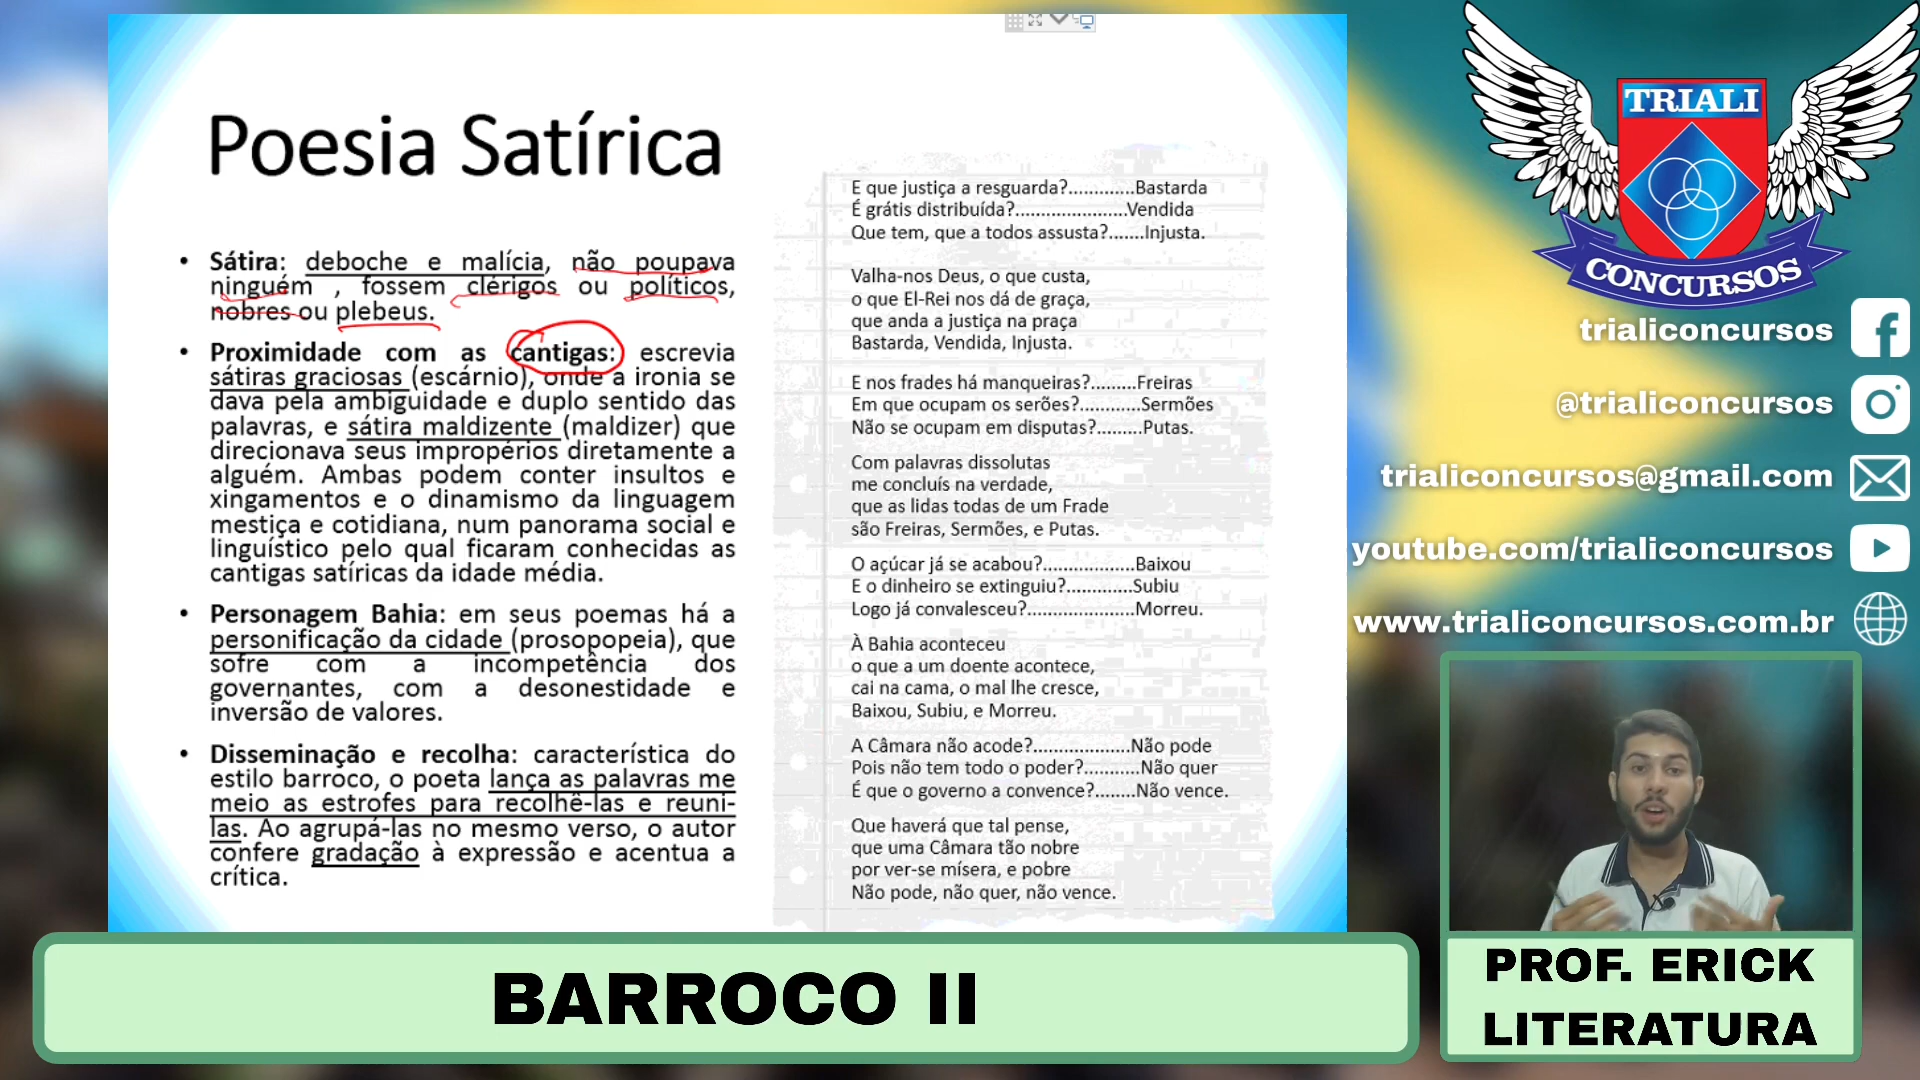 Poesia Satírica
• Sátira: deboche e malícia, não poupava
ninguém , fossem clérigos ou políticos,
nobres ou plebeus.
• Proximidade com as cantigas: escrevia
sátiras graciosas (escárnio), onde a ironia se
dava pela ambiguidade e duplo sentido das
palavras, e sátira maldizente (maldizer) que
direcionava seus impropérios diretamente a
alguém. Ambas podem conter insultos e
xingamentos e o dinamismo da linguagem
mestiça e cotidiana, num panorama social e
linguístico pelo qual ficaram conhecidas as
cantigas satíricas da idade média.
• Personagem Bahia: em seus poemas há a
personificação da cidade (prosopopeia), que
sofre com a incompetência dos
governantes, com a desonestidade e
inversão de valores.
• Disseminação e recolha: característica do
estilo barroco, o poeta lança as palavras me
meio as estrofes para recolhê-las e reuni-
las. Ao agrupá-las no mesmo verso, o autor
confere gradação à expressão e acentua a
crítica.
E que justiça a resguarda?............Bastarda
É grátis distribuída?.....................Vendida
Que tem, que a todos assusta?.......Injusta.
Valha-nos Deus, o que custa,
o que El-Rei nos dá de graça,
que anda a justiça na praça
Bastarda, Vendida, Injusta.
E nos frades há manqueiras?.........Freiras
Em que ocupam os serões?............Sermões
Não se ocupam em disputas?.........Putas.
Com palavras dissolutas
me concluís na verdade,
que as lidas todas de um Frade
são Freiras, Sermões, e Putas.
O açúcar já se acabou?..................Baixou
E o dinheiro se extinguiu?.............Subiu
Logo já convalesceu?.....................Morreu.
À Bahia aconteceu
o que a um doente acontece,
cai na cama, o mal lhe cresce,
Baixou, Subiu, e Morreu.
A Câmara não acode?...................Não pode
Pois não tem todo o poder?...........Não quer
É que o governo a convence?........Não vence.
Que haverá que tal pense,
que uma Câmara tão nobre
por ver-se mísera, e pobre
Não pode, não quer, não vence.
TRIALI
CONCURSOS
trialiconcursos
@trialiconcursos
trialiconcursos@gmail.com
youtube.com/trialiconcursos
www.trialiconcursos.com.br
BARROCO II
PROF. ERICK
LITERATURA